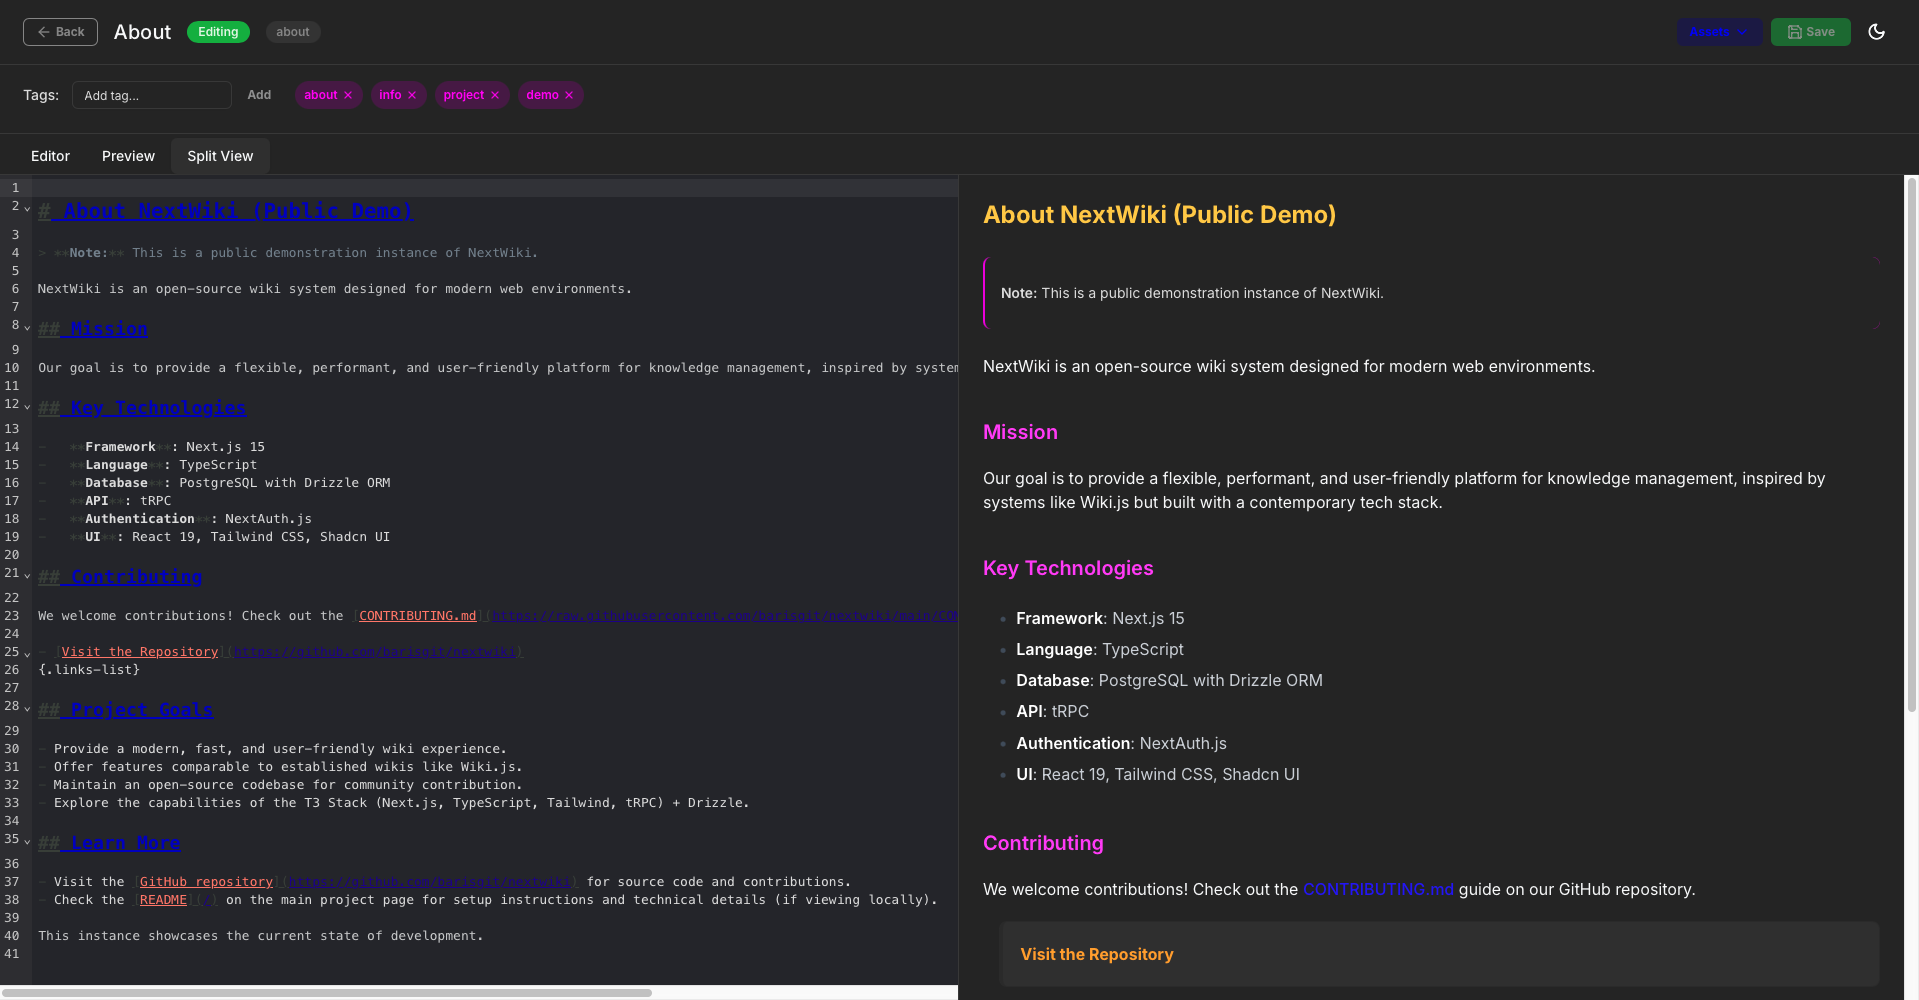 Back About Editing about Assets Save
Tags: Add tag... Add about info project demo
Editor Preview Split View
1
2 # About NextWiki (Public Demo)
3
4 > **Note:** This is a public demonstration instance of NextWiki.
5
6 NextWiki is an open-source wiki system designed for modern web environments.
7
8 ## Mission
9
10 Our goal is to provide a flexible, performant, and user-friendly platform for knowledge management, inspired by system
11
12 ## Key Technologies
13
14 - **Framework**: Next.js 15
15 - **Language**: TypeScript
16 - **Database**: PostgreSQL with Drizzle ORM
17 - **API**: tRPC
18 - **Authentication**: NextAuth.js
19 - **UI**: React 19, Tailwind CSS, Shadcn UI
20
21 ## Contributing
22
23 We welcome contributions! Check out the [CONTRIBUTING.md](https://raw.githubusercontent.com/barisgit/nextwiki/main/CON
24
25 - [Visit the Repository](https://github.com/barisgit/nextwiki)
26 {.links-list}
27
28 ## Project Goals
29
30 - Provide a modern, fast, and user-friendly wiki experience.
31 - Offer features comparable to established wikis like Wiki.js.
32 - Maintain an open-source codebase for community contribution.
33 - Explore the capabilities of the T3 Stack (Next.js, TypeScript, Tailwind, tRPC) + Drizzle.
34
35 ## Learn More
36
37 - Visit the [GitHub repository](https://github.com/barisgit/nextwiki) for source code and contributions.
38 - Check the [README](/) on the main project page for setup instructions and technical details (if viewing locally).
39
40 This instance showcases the current state of development.
41
About NextWiki (Public Demo)
Note: This is a public demonstration instance of NextWiki.
NextWiki is an open-source wiki system designed for modern web environments.
Mission
Our goal is to provide a flexible, performant, and user-friendly platform for knowledge management, inspired by
systems like Wiki.js but built with a contemporary tech stack.
Key Technologies
Framework: Next.js 15
Language: TypeScript
Database: PostgreSQL with Drizzle ORM
API: tRPC
Authentication: NextAuth.js
UI: React 19, Tailwind CSS, Shadcn UI
Contributing
We welcome contributions! Check out the CONTRIBUTING.md guide on our GitHub repository.
Visit the Repository